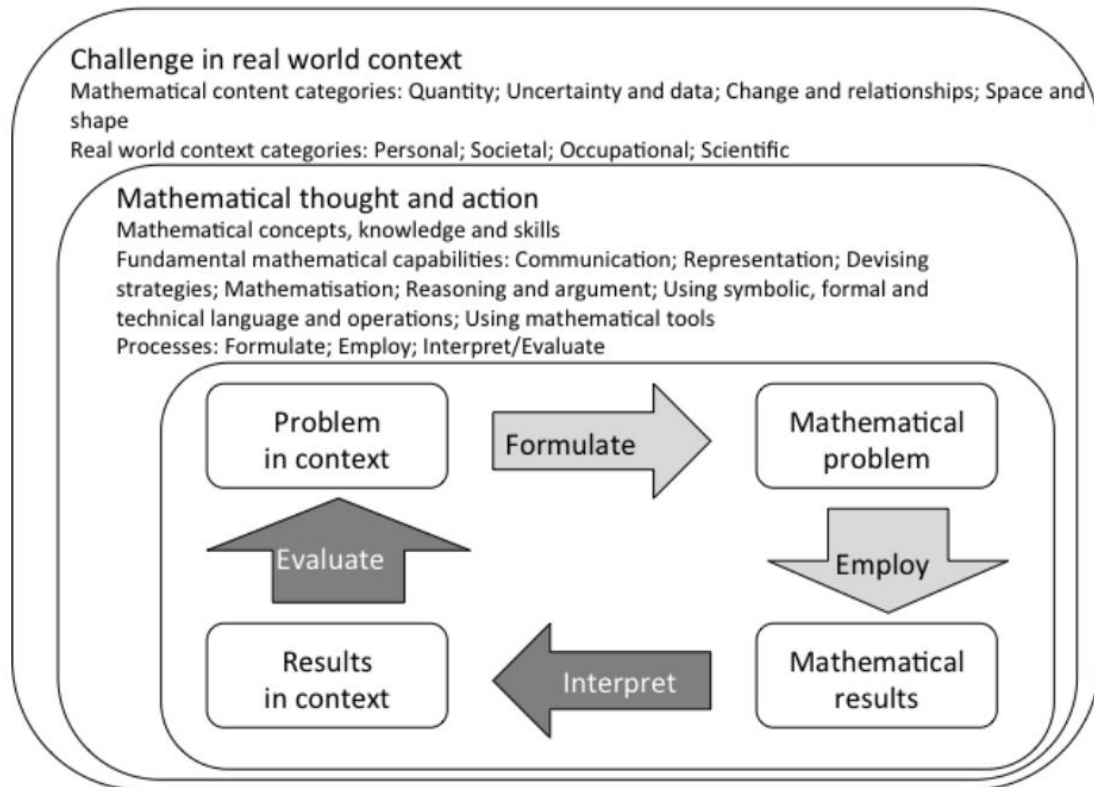 Challenge in real world context
Mathematical content categories: Quantity; Uncertainty and data; Change and relationships; Space and
shape
Real world context categories: Personal; Societal; Occupational; Scientific
Mathematical thought and action
Mathematical concepts, knowledge and skills
Fundamental mathematical capabilities: Communication; Representation; Devising
strategies; Mathematisation; Reasoning and argument; Using symbolic, formal and
technical language and operations; Using mathematical tools
Processes: Formulate; Employ; Interpret/Evaluate
Problem
in context
Formulate
Mathematical
problem
Evaluate
Employ
Results
in context
Interpret
Mathematical
results